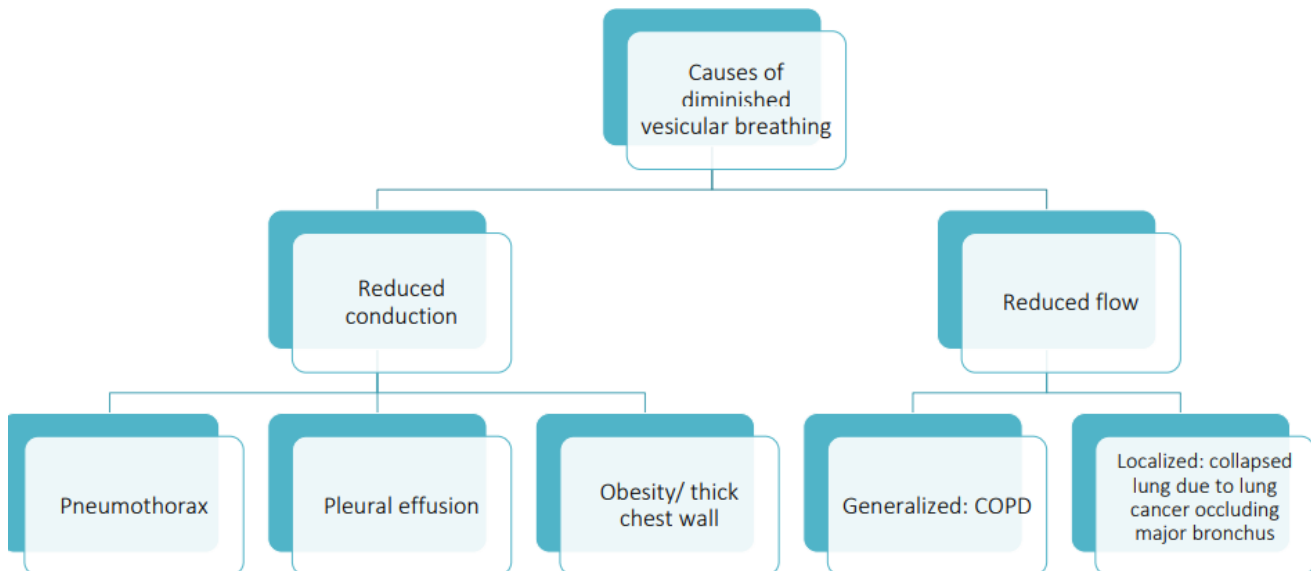 Causes of
diminished
vesicular breathing
Reduced
conduction
Reduced flow
Pneumothorax
Pleural effusion
Obesity/ thick
chest wall
Generalized: COPD
Localized: collapsed
lung due to lung
cancer occluding
major bronchus